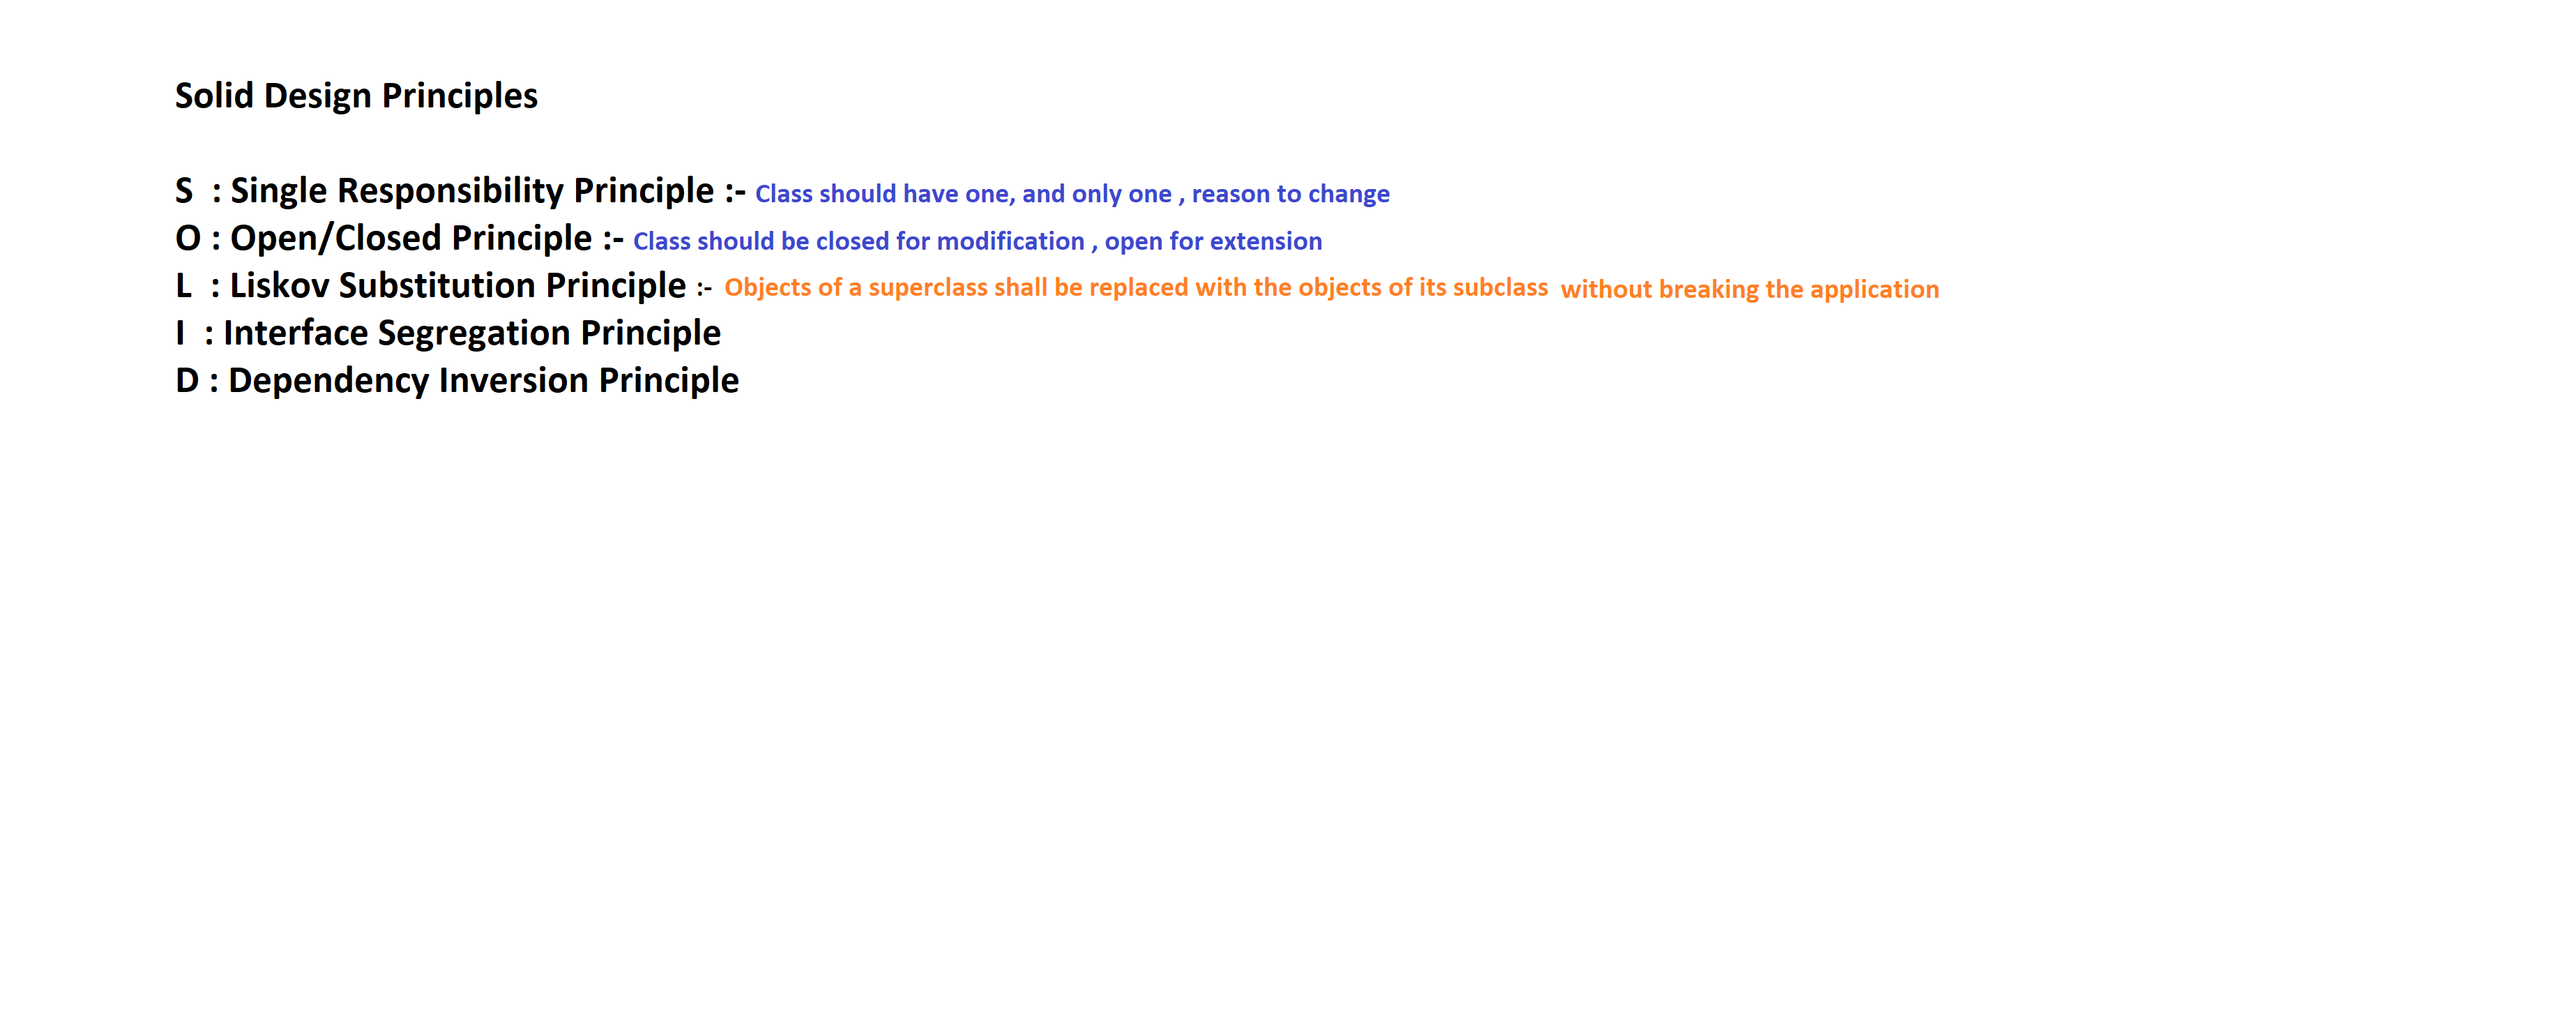 Solid Design Principles
S : Single Responsibility Principle :- Class should have one, and only one , reason to change
O : Open/Closed Principle :- Class should be closed for modification , open for extension
L : Liskov Substitution Principle :- Objects of a superclass shall be replaced with the objects of its subclass without breaking the application
I : Interface Segregation Principle
D : Dependency Inversion Principle